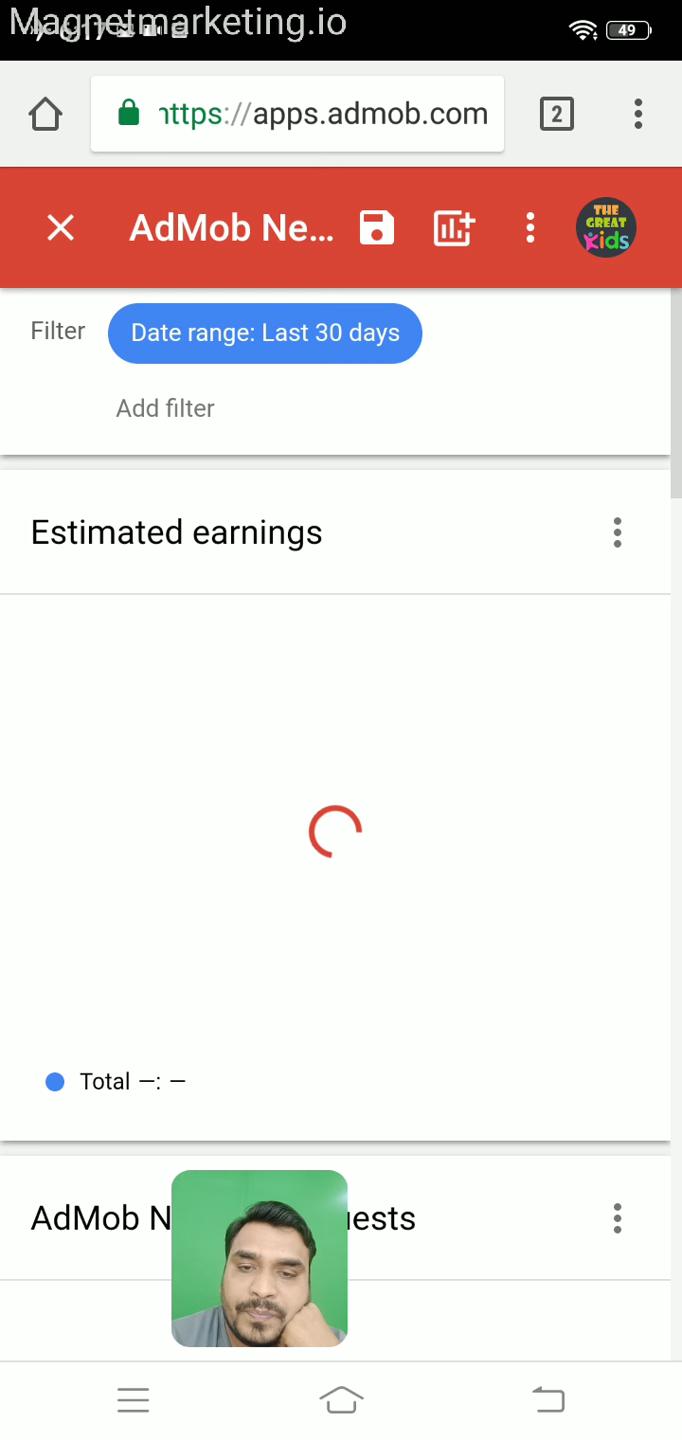 Magnetmarketing.io
49
https://apps.admob.com
2
AdMob Ne...
THE
GREAT
Kids
Filter
Date range: Last 30 days
Add filter
Estimated earnings
Total —: —
AdMob N
uests